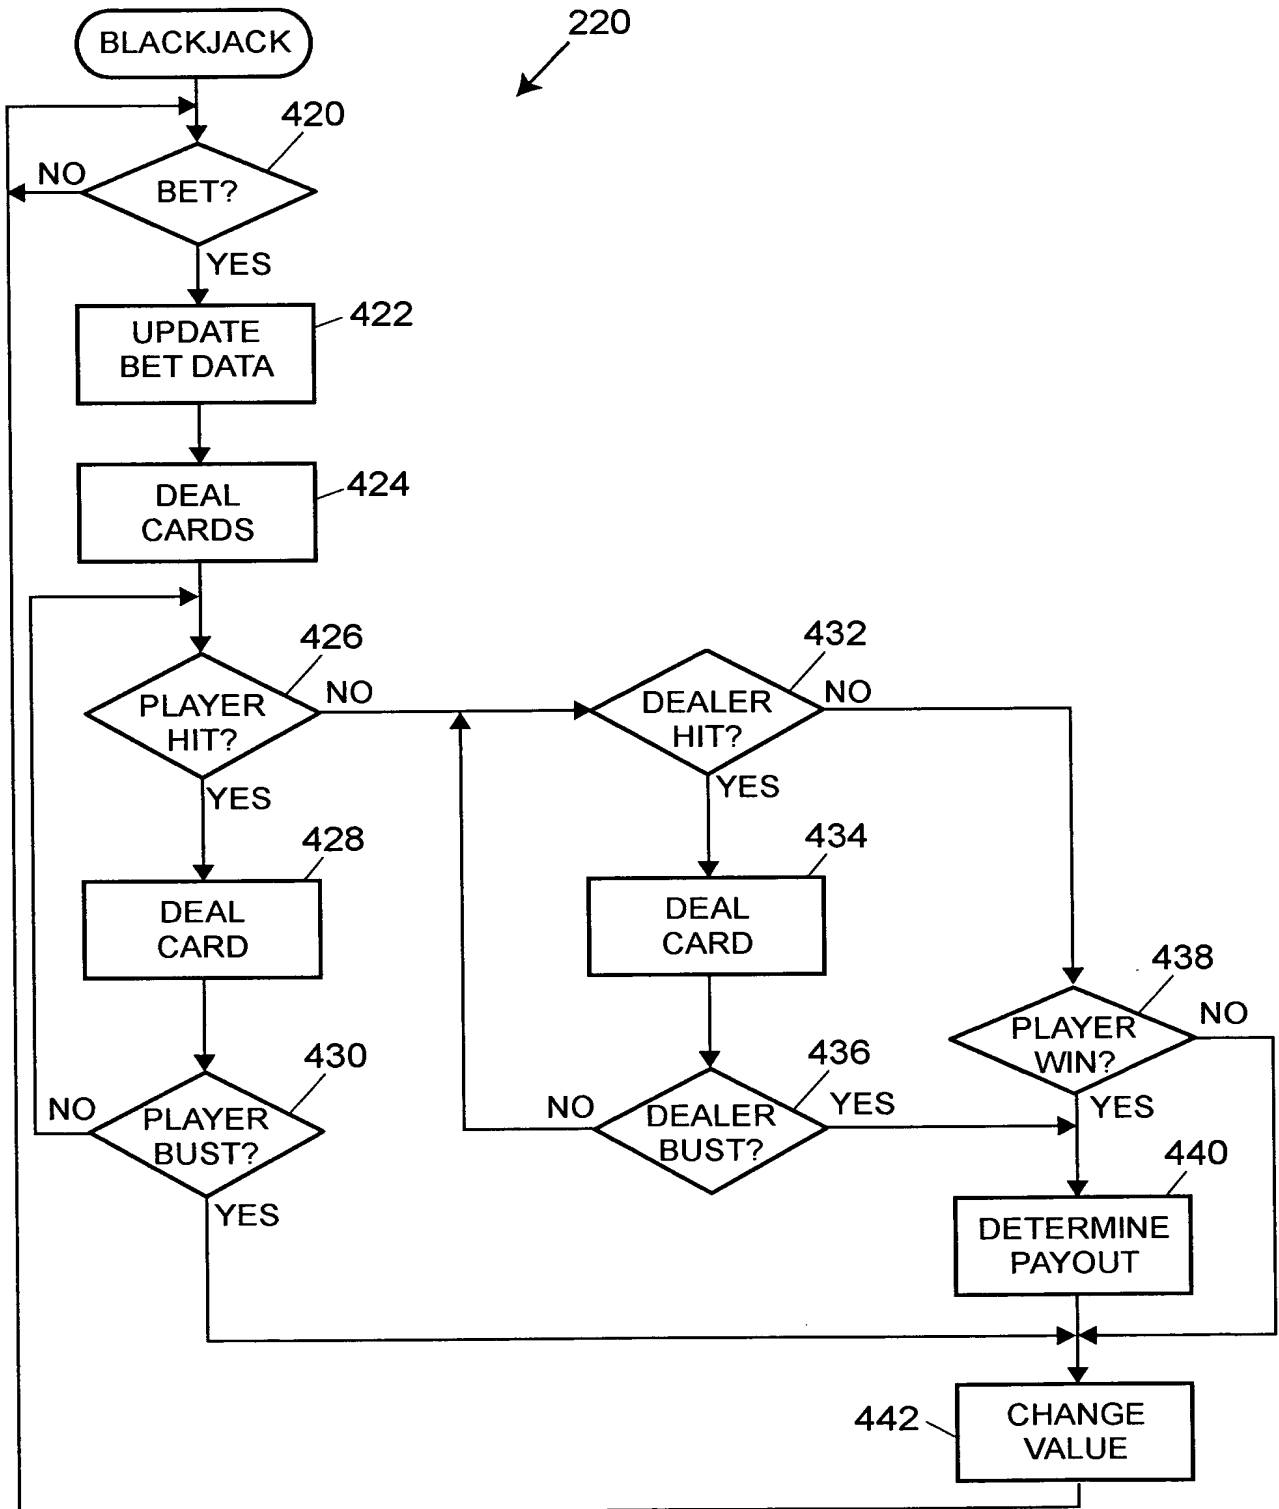 BLACKJACK
220
420
NO
BET?
YES
422
UPDATE
BET DATA
424
DEAL
CARDS
426
PLAYER
HIT?
NO
YES
432
DEALER
HIT?
NO
YES
428
DEAL
CARD
434
DEAL
CARD
438
PLAYER
WIN?
NO
YES
430
NO
PLAYER
BUST?
YES
436
NO
DEALER
BUST?
YES
440
DETERMINE
PAYOUT
442
CHANGE
VALUE